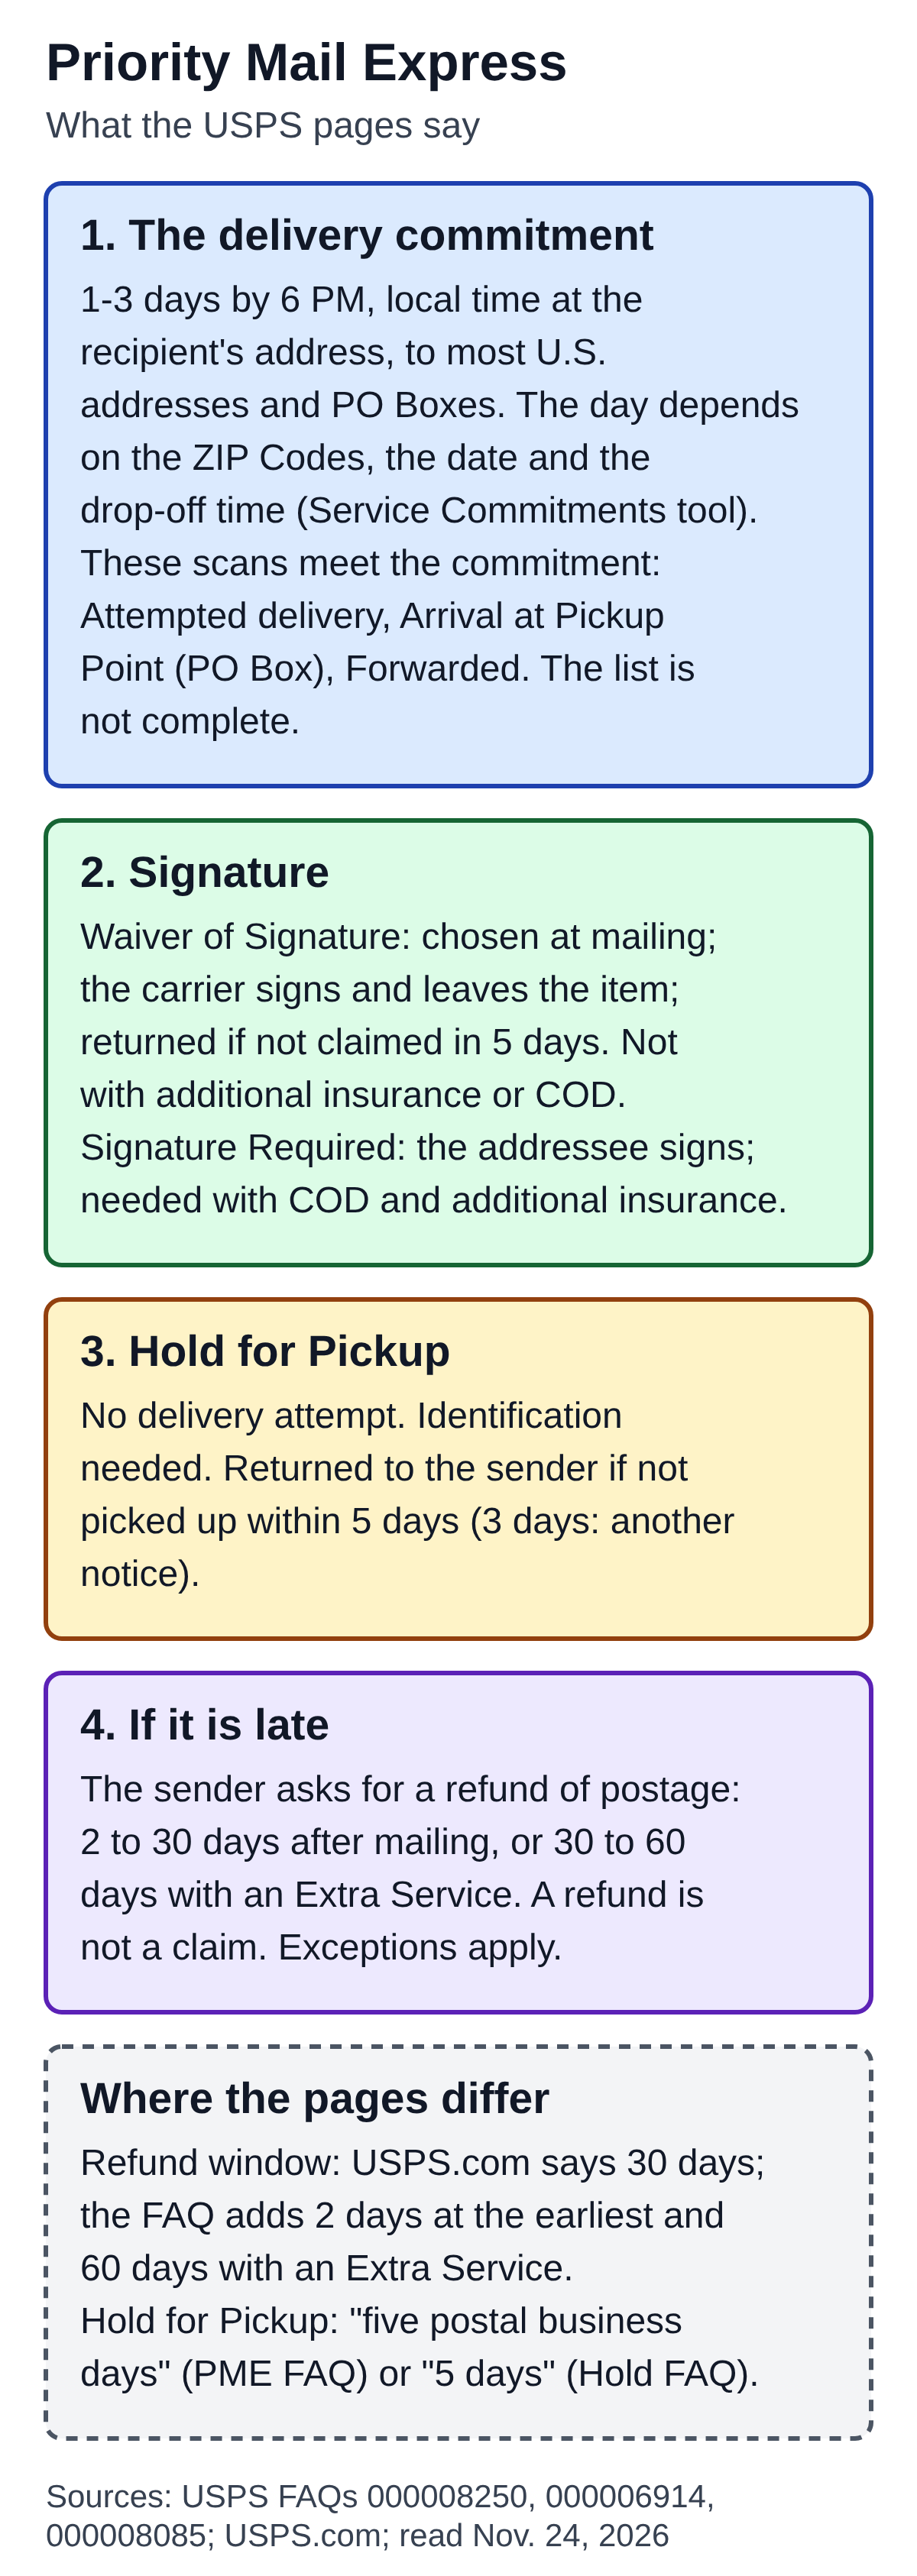 Priority Mail Express
What the USPS pages say
1. The delivery commitment
1-3 days by 6 PM, local time at the
recipient's address, to most U.S.
addresses and PO Boxes. The day depends
on the ZIP Codes, the date and the
drop-off time (Service Commitments tool).
These scans meet the commitment:
Attempted delivery, Arrival at Pickup
Point (PO Box), Forwarded. The list is
not complete.
2. Signature
Waiver of Signature: chosen at mailing;
the carrier signs and leaves the item;
returned if not claimed in 5 days. Not
with additional insurance or COD.
Signature Required: the addressee signs;
needed with COD and additional insurance.
3. Hold for Pickup
No delivery attempt. Identification
needed. Returned to the sender if not
picked up within 5 days (3 days: another
notice).
4. If it is late
The sender asks for a refund of postage:
2 to 30 days after mailing, or 30 to 60
days with an Extra Service. A refund is
not a claim. Exceptions apply.
Where the pages differ
Refund window: USPS.com says 30 days;
the FAQ adds 2 days at the earliest and
60 days with an Extra Service.
Hold for Pickup: "five postal business
days" (PME FAQ) or "5 days" (Hold FAQ).
Sources: USPS FAQs 000008250, 000006914,
000008085; USPS.com; read Nov. 24, 2026